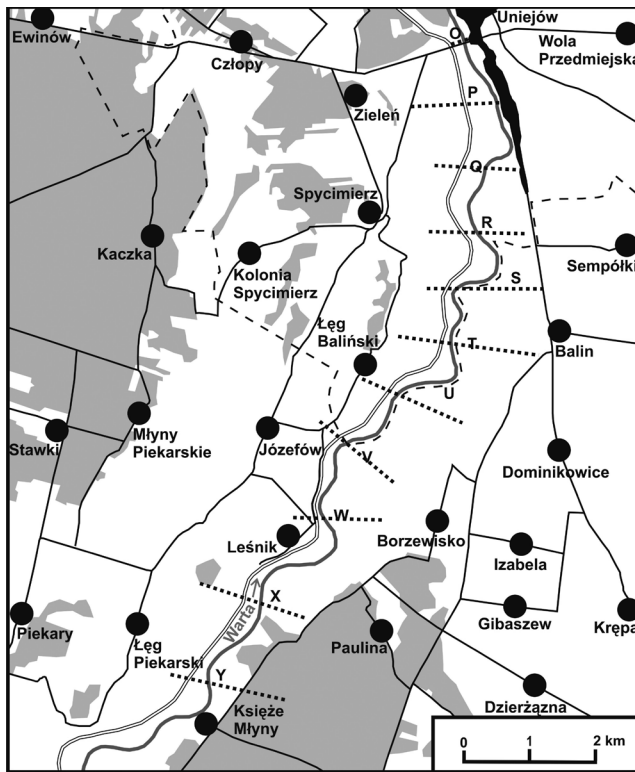 Uniejów
Ewinów
O
Wola
Przedmiejska
Człopy
Zieleń
P
Q
Spycimierz
R
Kaczka
Kolonia
Spycimierz
Sempółki
S
Łęg
Baliński
T
Balin
U
Młyny
Piekarskie
Stawki
Józefów
V
Dominikowice
W
Leśnik
Borzewisko
Izabela
X
Warta →
Piekary
Łęg
Piekarski
Paulina
Gibaszew
Krępa
Y
Księże
Młyny
Dzierżązna
0 1 2 km